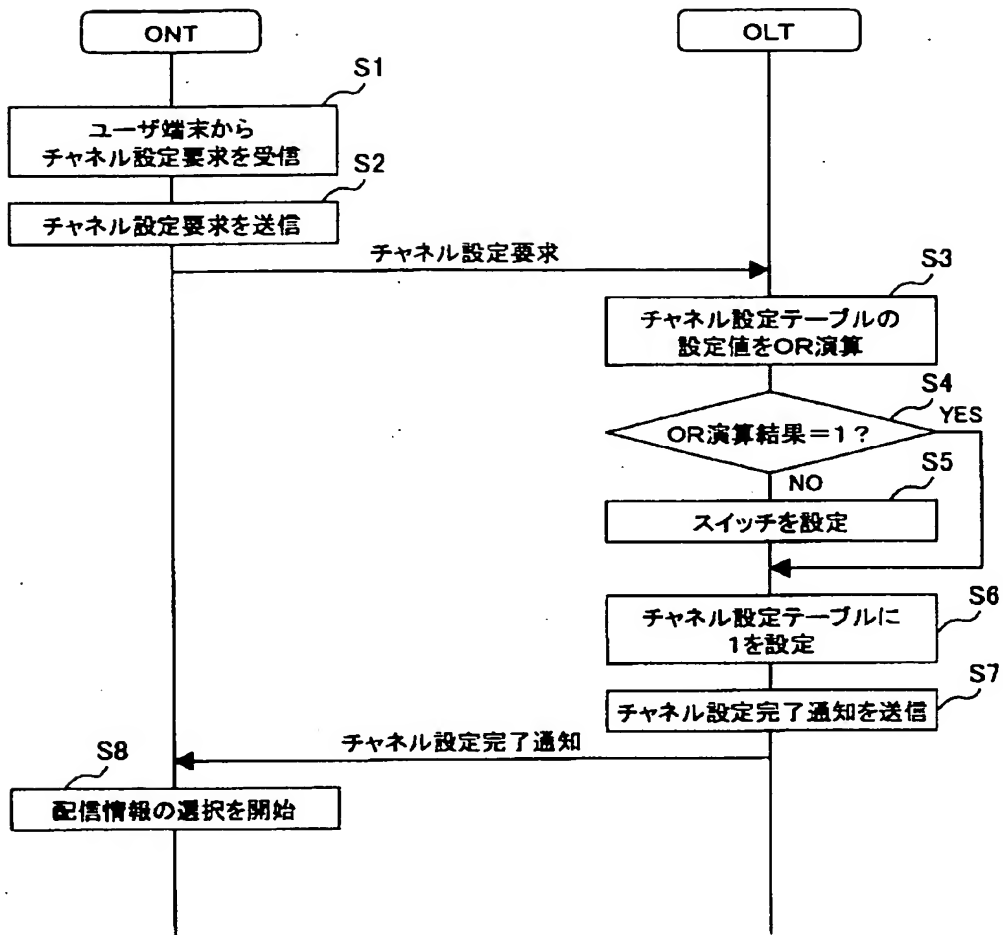 ONT
OLT
S1
ユーザ端末から
チャネル設定要求を受信
S2
チャネル設定要求を送信
チャネル設定要求
S3
チャネル設定テーブルの
設定値をOR演算
S4
OR演算結果=1?
YES
NO
S5
スイッチを設定
S6
チャネル設定テーブルに
1を設定
S7
チャネル設定完了通知を送信
チャネル設定完了通知
S8
配信情報の選択を開始